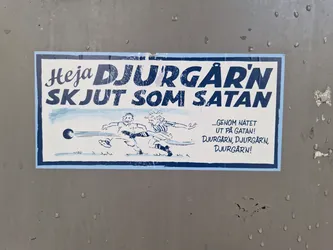 Heja DJURGÅR'N
SKJUT SOM SATAN
...GENOM NÄTET
UT PÅ GATAN!
DJURGÅR'N, DJURGÅR'N,
DJURGÅR'N!